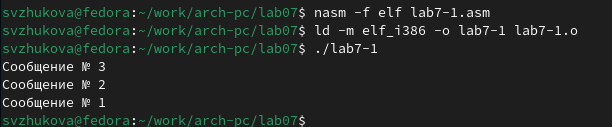 svzhukova@fedora:~/work/arch-pc/lab07$ nasm -f elf lab7-1.asm
svzhukova@fedora:~/work/arch-pc/lab07$ ld -m elf_i386 -o lab7-1 lab7-1.o
svzhukova@fedora:~/work/arch-pc/lab07$ ./lab7-1
Сообщение № 3
Сообщение № 2
Сообщение № 1
svzhukova@fedora:~/work/arch-pc/lab07$